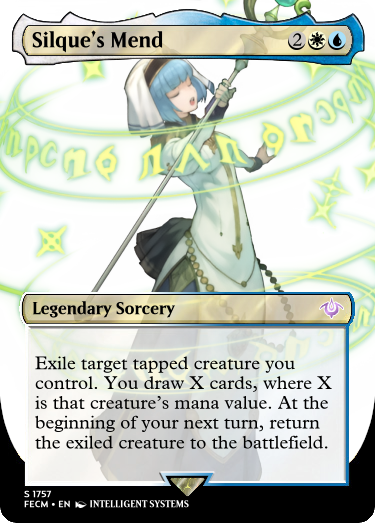 Silque's Mend 2
Legendary Sorcery
Exile target tapped creature you
control. You draw X cards, where X
is that creature's mana value. At the
beginning of your next turn, return
the exiled creature to the battlefield.
S 1757
FECM • EN INTELLIGENT SYSTEMS